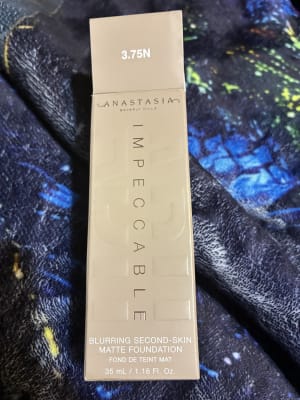 3.75N
ANASTASIA
BEVERLY HILLS
IMPECCABLE
BLURRING SECOND-SKIN
MATTE FOUNDATION
FOND DE TEINT MAT
35 mL / 1.18 Fl. Oz.